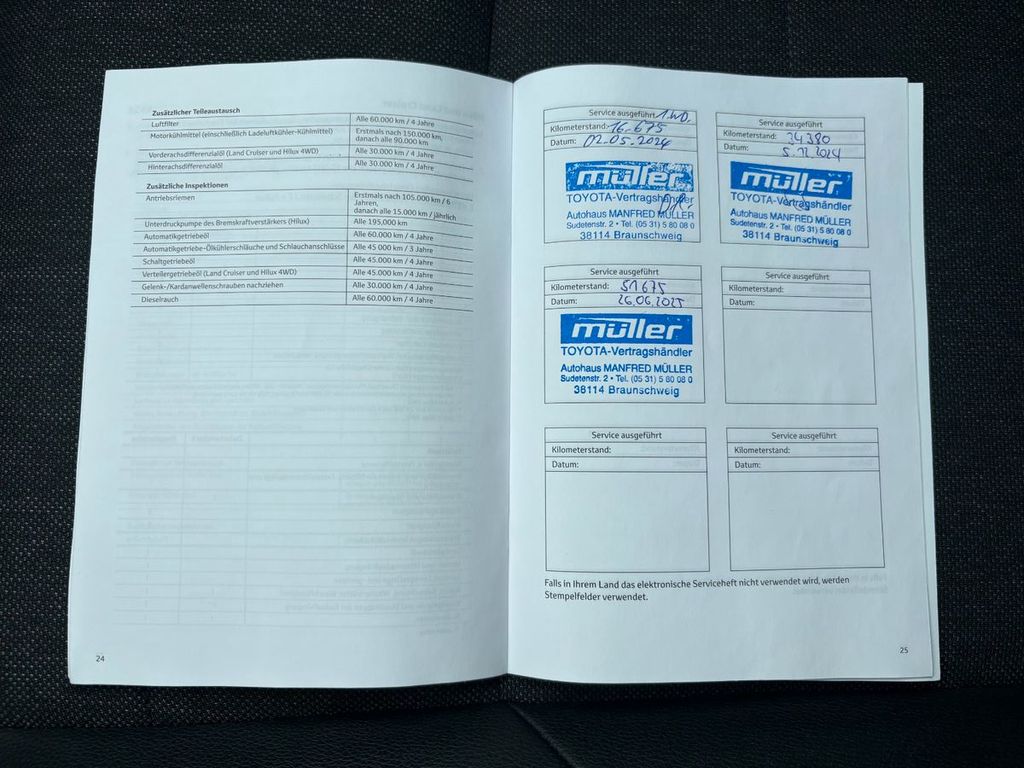 Zusätzlicher Teileaustausch
Luftfilter Alle 60.000 km / 4 Jahre
Motorkühlmittel (einschließlich Ladeluftkühler-Kühlmittel) Erstmals nach 150.000 km,
danach alle 90.000 km
Vorderachsdifferenzialöl (Land Cruiser und Hilux 4WD) Alle 30.000 km / 4 Jahre
Hinterachsdifferenzialöl Alle 30.000 km / 4 Jahre
Zusätzliche Inspektionen
Antriebsriemen Erstmals nach 105.000 km / 6
Jahren,
danach alle 15.000 km / jährlich
Unterdruckpumpe des Bremskraftverstärkers (Hilux) Alle 195.000 km
Automatikgetriebeöl Alle 60.000 km / 4 Jahre
Automatikgetriebe-Ölkühlerschläuche und Schlauchanschlüsse Alle 45 000 km / 3 Jahre
Schaltgetriebeöl Alle 45.000 km / 4 Jahre
Verteilergetriebeöl (Land Cruiser und Hilux 4WD) Alle 45.000 km / 4 Jahre
Gelenk-/Kardanwellenschrauben nachziehen Alle 30.000 km / 4 Jahre
Dieselrauch Alle 60.000 km / 4 Jahre
24
Service ausgeführt 1.WD.
Kilometerstand: 16.675
Datum: 02.05.2024
müller
TOYOTA-Vertragshändler
Autohaus MANFRED MÜLLER
Sudetenstr. 2 • Tel. (05 31) 5 80 08 0
38114 Braunschweig
Service ausgeführt
Kilometerstand: 34380
Datum: 5.12.2024
müller
TOYOTA-Vertragshändler
Autohaus MANFRED MÜLLER
Sudetenstr. 2 • Tel. (05 31) 5 80 08 0
38114 Braunschweig
Service ausgeführt
Kilometerstand: 51675
Datum: 26.06.2025
müller
TOYOTA-Vertragshändler
Autohaus MANFRED MÜLLER
Sudetenstr. 2 • Tel. (05 31) 5 80 08 0
38114 Braunschweig
Service ausgeführt
Kilometerstand:
Datum:
Service ausgeführt
Kilometerstand:
Datum:
Service ausgeführt
Kilometerstand:
Datum:
Falls in Ihrem Land das elektronische Serviceheft nicht verwendet wird, werden
Stempelfelder verwendet.
25